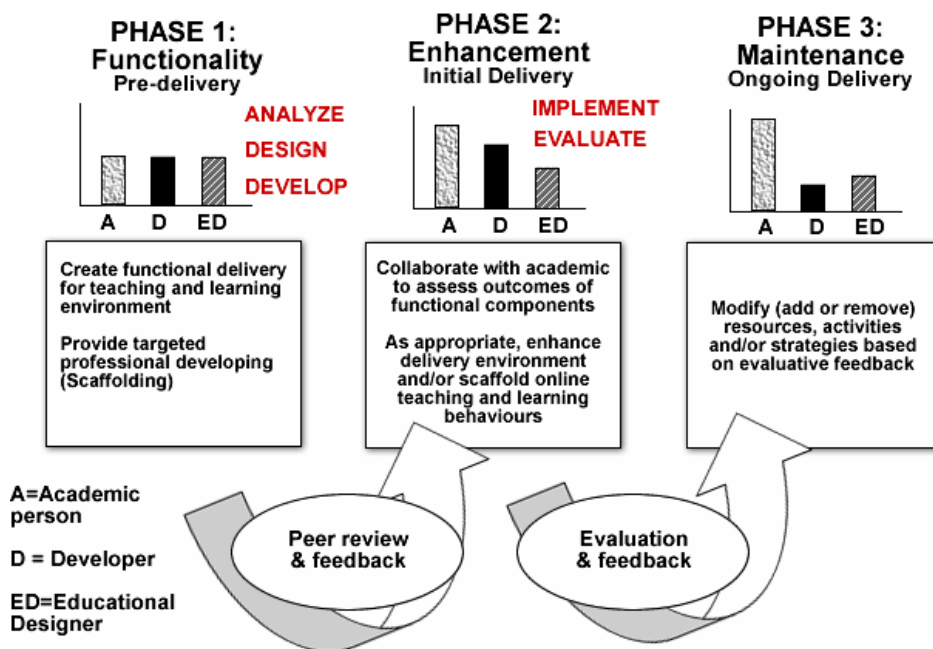 PHASE 1:
Functionality
Pre-delivery
ANALYZE
DESIGN
DEVELOP
A D ED
Create functional delivery
for teaching and learning
environment
Provide targeted
professional developing
(Scaffolding)
PHASE 2:
Enhancement
Initial Delivery
IMPLEMENT
EVALUATE
A D ED
Collaborate with academic
to assess outcomes of
functional components
As appropriate, enhance
delivery environment
and/or scaffold online
teaching and learning
behaviours
PHASE 3:
Maintenance
Ongoing Delivery
A D ED
Modify (add or remove)
resources, activities
and/or strategies based
on evaluative feedback
A=Academic
person
D = Developer
ED=Educational
Designer
Peer review
& feedback
Evaluation
& feedback